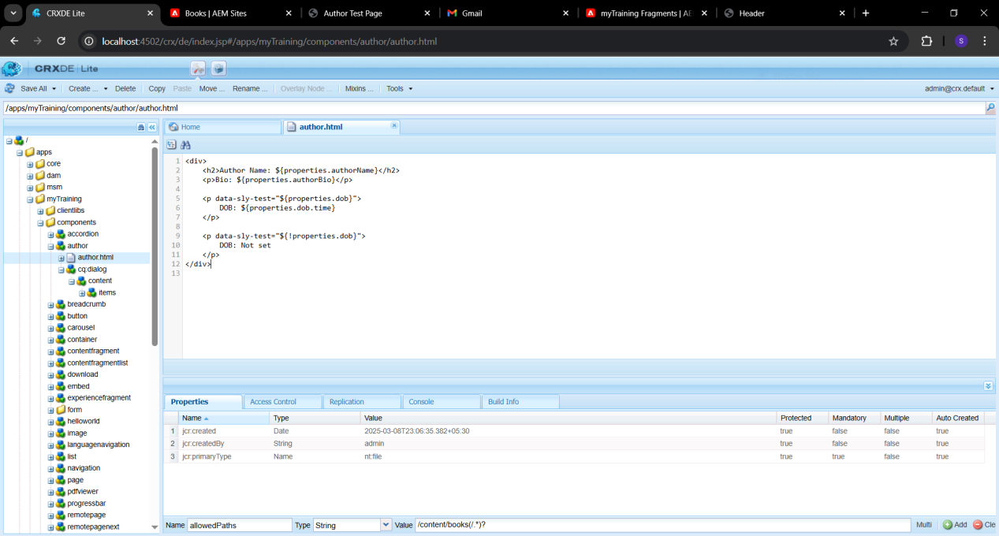 CRXDE Lite
Books | AEM Sites
Author Test Page
Gmail
myTraining Fragments | AE
Header
localhost:4502/crx/de/index.jsp#/apps/myTraining/components/author/author.html
S
CRXDE | Lite
Save All
Create ...
Delete
Copy
Paste
Move ...
Rename ...
Overlay Node ...
Mixins ...
Tools
admin@crx.default
/apps/myTraining/components/author/author.html
/
apps
core
dam
msm
myTraining
clientlibs
components
accordion
author
author.html
cq:dialog
content
items
breadcrumb
button
carousel
container
contentfragment
contentfragmentlist
download
embed
experiencefragment
form
helloworld
image
languagenavigation
list
navigation
page
pdfviewer
progressbar
remotepage
remotepagenext
Home
author.html
1 <div>
2 <h2>Author Name: ${properties.authorName}</h2>
3 <p>Bio: ${properties.authorBio}</p>
4
5 <p data-sly-test="${properties.dob}">
6 DOB: ${properties.dob.time}
7 </p>
8
9 <p data-sly-test="${!properties.dob}">
10 DOB: Not set
11 </p>
12 </div>
13
Properties
Access Control
Replication
Console
Build Info
Name Type Value Protected Mandatory Multiple Auto Created
1 jcr:created Date 2025-03-08T23:06:35.382+05:30 true false false true
2 jcr:createdBy String admin true false false true
3 jcr:primaryType Name nt:file true true false true
Name allowedPaths Type String Value /content/books(/.*)? Multi Add Cle